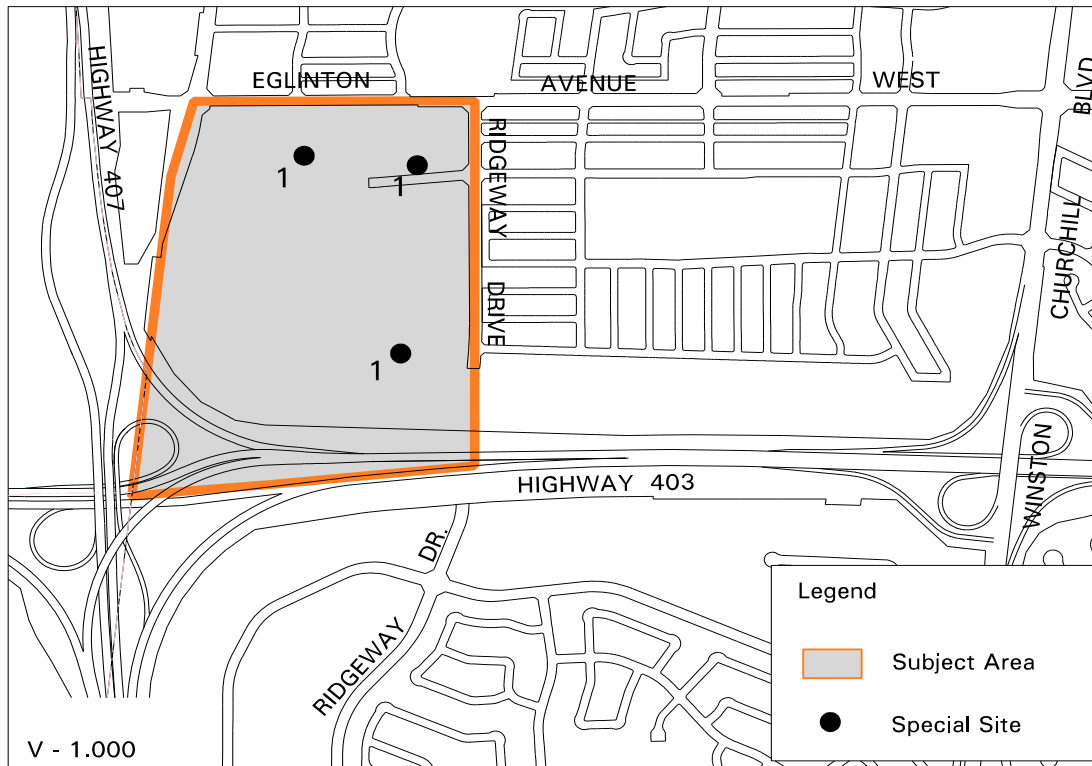 EGLINTON AVENUE WEST
HIGHWAY 407
BLVD
RIDGEWAY DRIVE
1
1
CHURCHILL
1
WINSTON
HIGHWAY 403
RIDGEWAY DR.
Legend
Subject Area
Special Site
V - 1.000